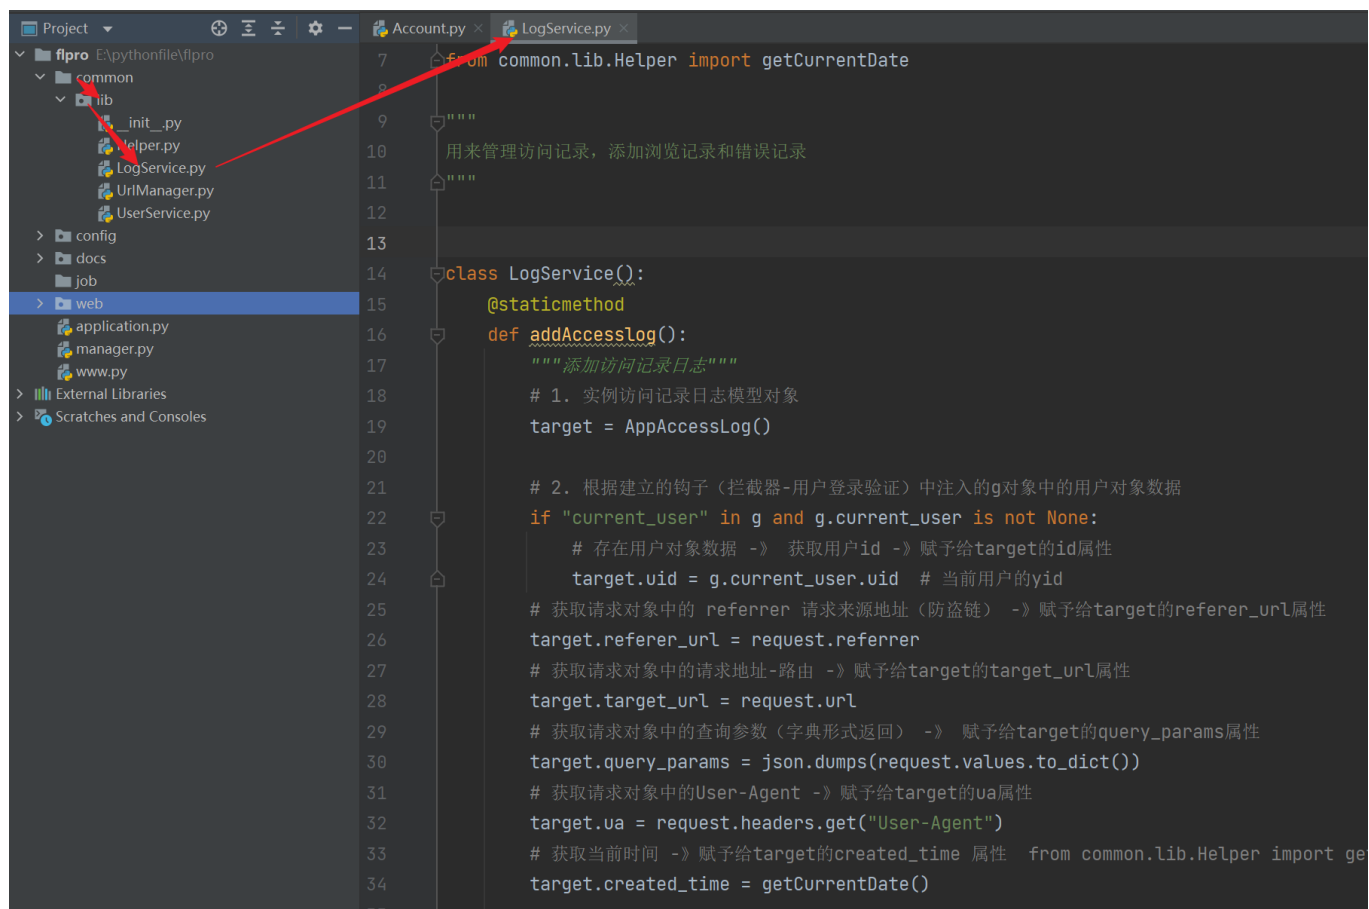 Project
Account.py
LogService.py
flpro E:\pythonfile\flpro
common
lib
__init__.py
Helper.py
LogService.py
UrlManager.py
UserService.py
config
docs
job
web
application.py
manager.py
www.py
External Libraries
Scratches and Consoles
7 from common.lib.Helper import getCurrentDate
8
9 """
10 用来管理访问记录，添加浏览记录和错误记录
11 """
12
13
14 class LogService():
15 @staticmethod
16 def addAccesslog():
17 """添加访问记录日志"""
18 # 1. 实例访问记录日志模型对象
19 target = AppAccessLog()
20
21 # 2. 根据建立的钩子（拦截器-用户登录验证）中注入的g对象中的用户对象数据
22 if "current_user" in g and g.current_user is not None:
23 # 存在用户对象数据 -》 获取用户id -》赋予给target的id属性
24 target.uid = g.current_user.uid # 当前用户的yid
25 # 获取请求对象中的 referrer 请求来源地址（防盗链） -》赋予给target的referer_url属性
26 target.referer_url = request.referrer
27 # 获取请求对象中的请求地址-路由 -》赋予给target的target_url属性
28 target.target_url = request.url
29 # 获取请求对象中的查询参数（字典形式返回） -》 赋予给target的query_params属性
30 target.query_params = json.dumps(request.values.to_dict())
31 # 获取请求对象中的User-Agent -》赋予给target的ua属性
32 target.ua = request.headers.get("User-Agent")
33 # 获取当前时间 -》赋予给target的created_time 属性 from common.lib.Helper import get
34 target.created_time = getCurrentDate()